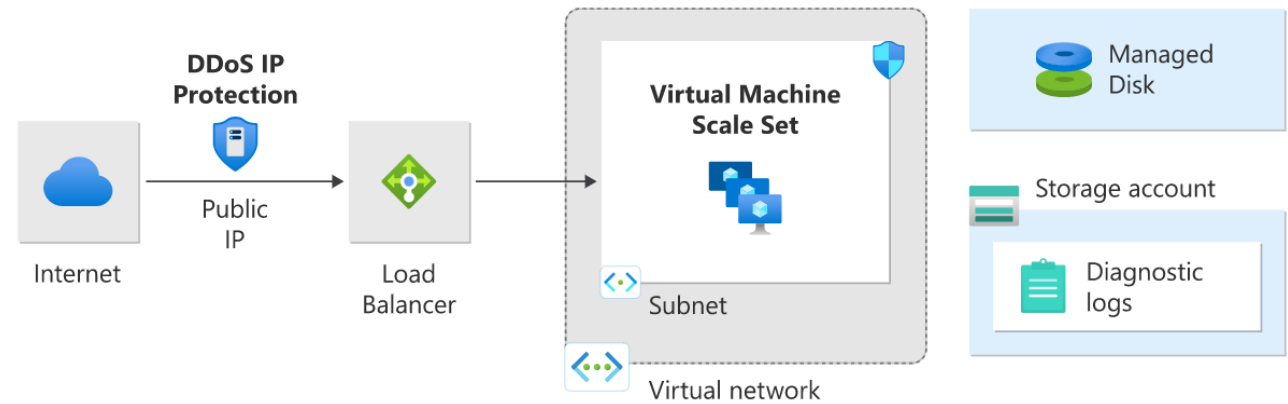 DDoS IP
Protection
Public
IP
Internet
Load
Balancer
Virtual Machine
Scale Set
Subnet
Virtual network
Managed
Disk
Storage account
Diagnostic
logs